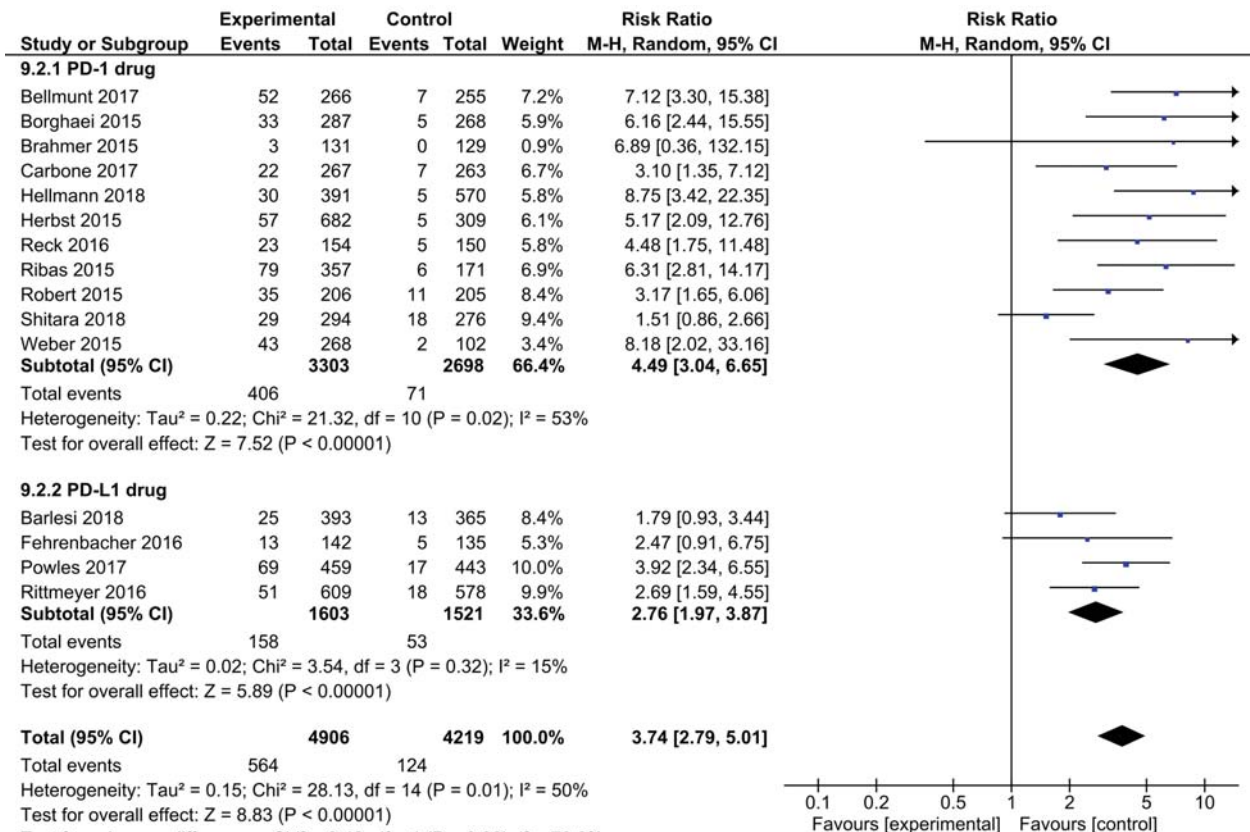 Experimental Control Risk Ratio Risk Ratio
Study or Subgroup Events Total Events Total Weight M-H, Random, 95% CI M-H, Random, 95% CI
9.2.1 PD-1 drug
Bellmunt 2017 52 266 7 255 7.2% 7.12 [3.30, 15.38]
Borghaei 2015 33 287 5 268 5.9% 6.16 [2.44, 15.55]
Brahmer 2015 3 131 0 129 0.9% 6.89 [0.36, 132.15]
Carbone 2017 22 267 7 263 6.7% 3.10 [1.35, 7.12]
Hellmann 2018 30 391 5 570 5.8% 8.75 [3.42, 22.35]
Herbst 2015 57 682 5 309 6.1% 5.17 [2.09, 12.76]
Reck 2016 23 154 5 150 5.8% 4.48 [1.75, 11.48]
Ribas 2015 79 357 6 171 6.9% 6.31 [2.81, 14.17]
Robert 2015 35 206 11 205 8.4% 3.17 [1.65, 6.06]
Shitara 2018 29 294 18 276 9.4% 1.51 [0.86, 2.66]
Weber 2015 43 268 2 102 3.4% 8.18 [2.02, 33.16]
Subtotal (95% CI) 3303 2698 66.4% 4.49 [3.04, 6.65]
Total events 406 71
Heterogeneity: Tau² = 0.22; Chi² = 21.32, df = 10 (P = 0.02); I² = 53%
Test for overall effect: Z = 7.52 (P < 0.00001)
9.2.2 PD-L1 drug
Barlesi 2018 25 393 13 365 8.4% 1.79 [0.93, 3.44]
Fehrenbacher 2016 13 142 5 135 5.3% 2.47 [0.91, 6.75]
Powles 2017 69 459 17 443 10.0% 3.92 [2.34, 6.55]
Rittmeyer 2016 51 609 18 578 9.9% 2.69 [1.59, 4.55]
Subtotal (95% CI) 1603 1521 33.6% 2.76 [1.97, 3.87]
Total events 158 53
Heterogeneity: Tau² = 0.02; Chi² = 3.54, df = 3 (P = 0.32); I² = 15%
Test for overall effect: Z = 5.89 (P < 0.00001)
Total (95% CI) 4906 4219 100.0% 3.74 [2.79, 5.01]
Total events 564 124
Heterogeneity: Tau² = 0.15; Chi² = 28.13, df = 14 (P = 0.01); I² = 50%
Test for overall effect: Z = 8.83 (P < 0.00001)
0.1 0.2 0.5 1 2 5 10
Favours [experimental] Favours [control]